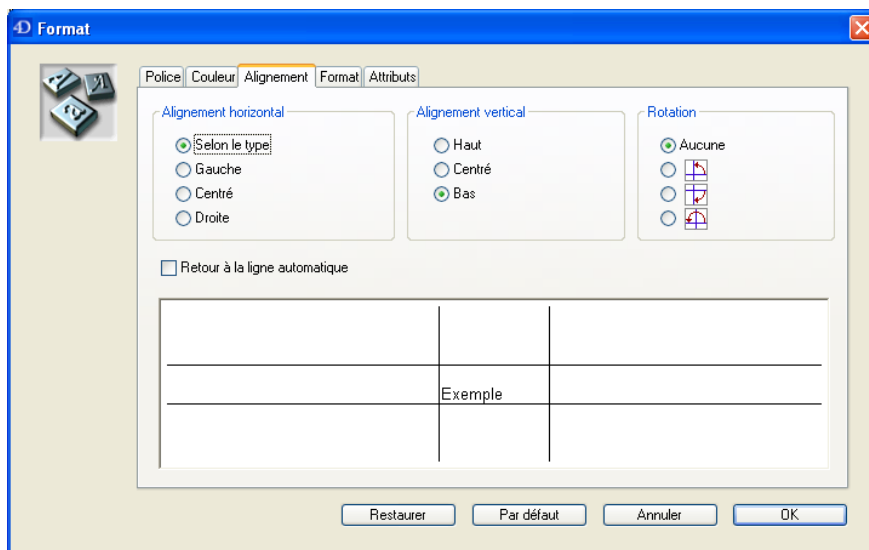 4D Format
Police Couleur Alignement Format Attributs
Alignement horizontal
Selon le type
Gauche
Centré
Droite
Alignement vertical
Haut
Centré
Bas
Rotation
Aucune
Retour à la ligne automatique
Exemple
Restaurer Par défaut Annuler OK